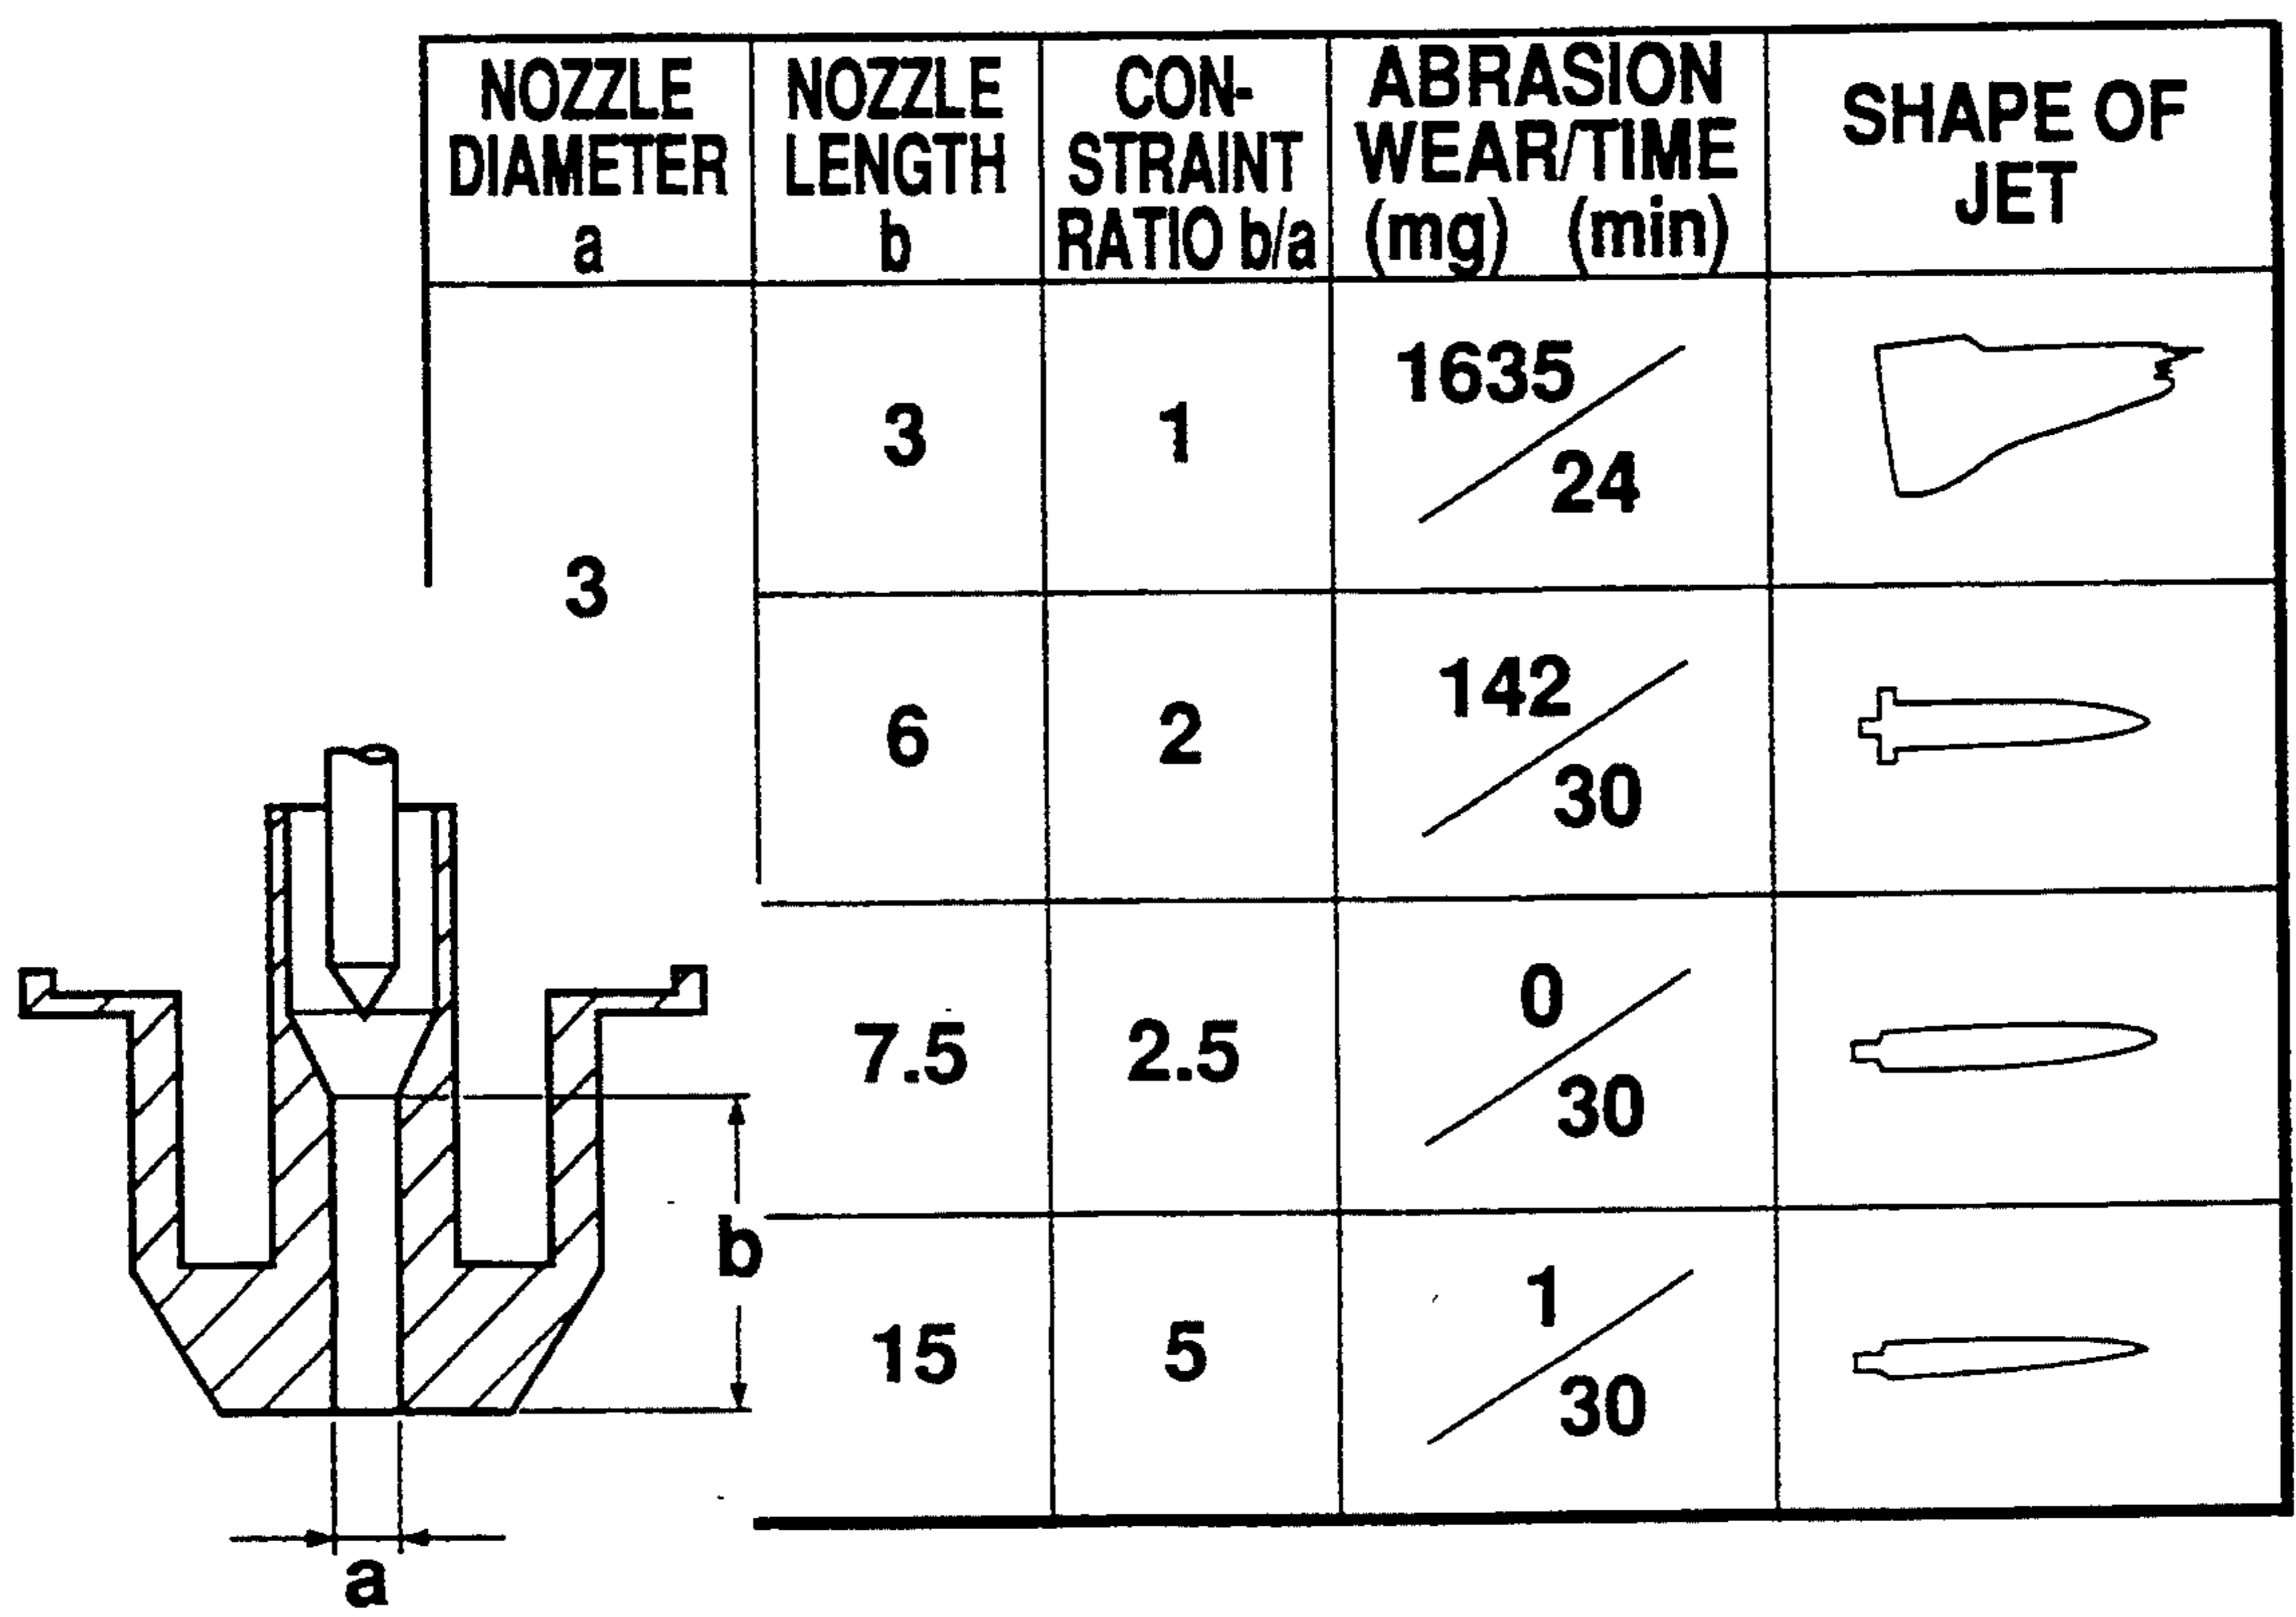 NOZZLE DIAMETER a
NOZZLE LENGTH b
CON-STRAINT RATIO b/a
ABRASION WEAR/TIME (mg) (min)
SHAPE OF JET
3
3
1
1635/24
6
2
142/30
7.5
2.5
0/30
15
5
1/30
b
a